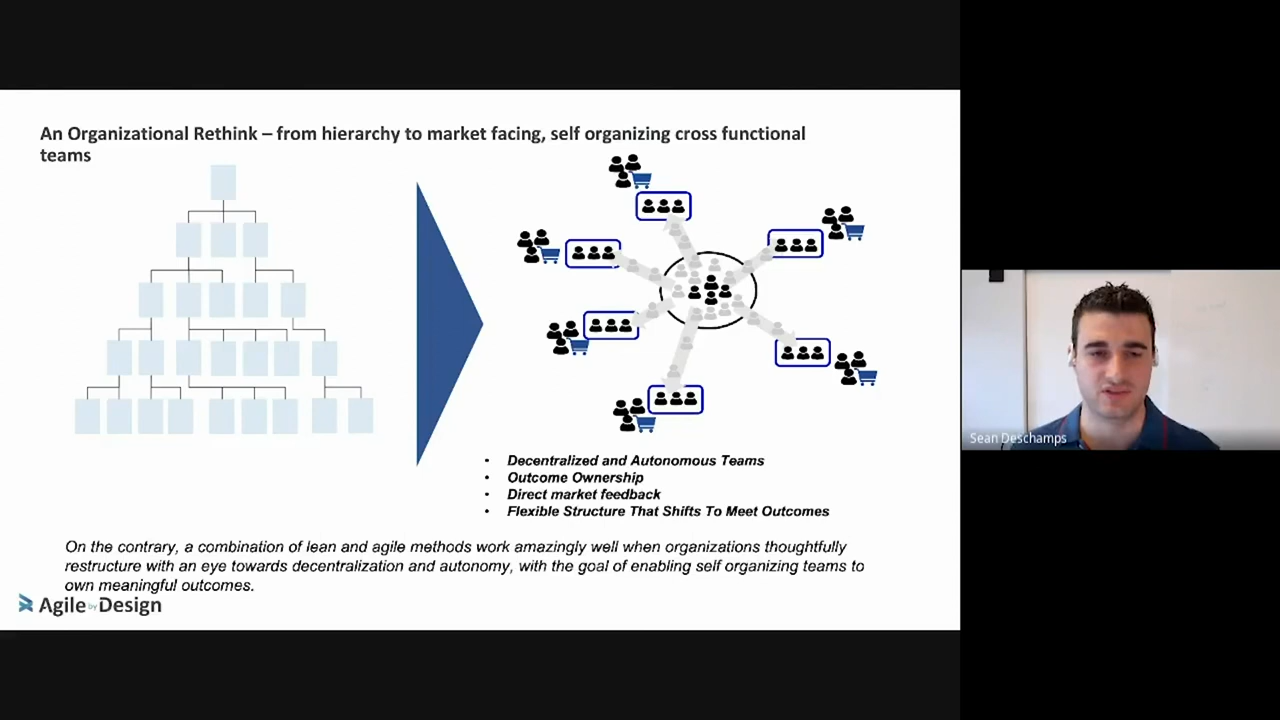 An Organizational Rethink – from hierarchy to market facing, self organizing cross functional
teams
• Decentralized and Autonomous Teams
• Outcome Ownership
• Direct market feedback
• Flexible Structure That Shifts To Meet Outcomes
On the contrary, a combination of lean and agile methods work amazingly well when organizations thoughtfully
restructure with an eye towards decentralization and autonomy, with the goal of enabling self organizing teams to
own meaningful outcomes.
Agile by Design
Sean Deschamps